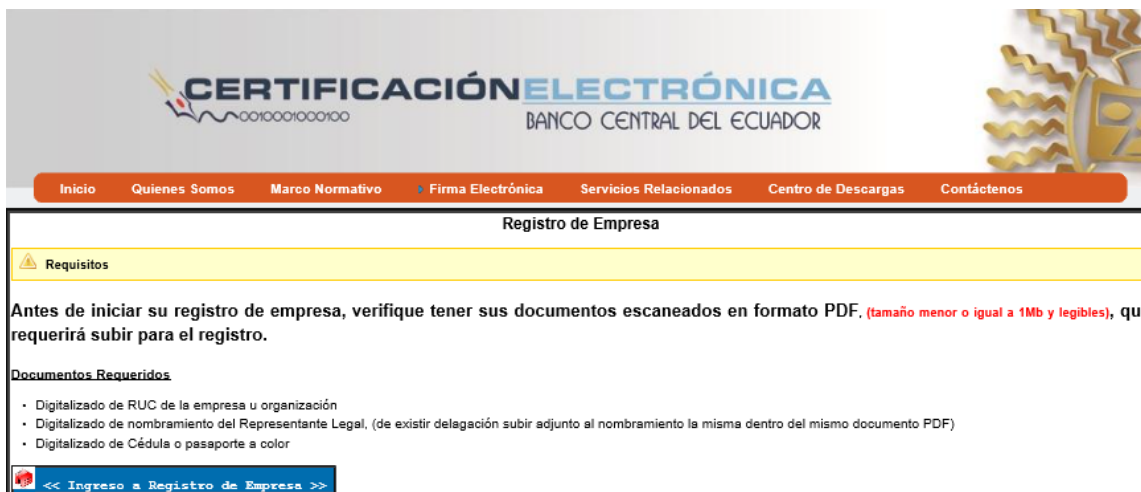 CERTIFICACIÓNELECTRÓNICA
0010001000100
BANCO CENTRAL DEL ECUADOR
Inicio Quienes Somos Marco Normativo Firma Electrónica Servicios Relacionados Centro de Descargas Contáctenos
Registro de Empresa
Requisitos
Antes de iniciar su registro de empresa, verifique tener sus documentos escaneados en formato PDF, (tamaño menor o igual a 1Mb y legibles), qu
requerirá subir para el registro.
Documentos Requeridos
• Digitalizado de RUC de la empresa u organización
• Digitalizado de nombramiento del Representante Legal, (de existir delagación subir adjunto al nombramiento la misma dentro del mismo documento PDF)
• Digitalizado de Cédula o pasaporte a color
<< Ingreso a Registro de Empresa >>